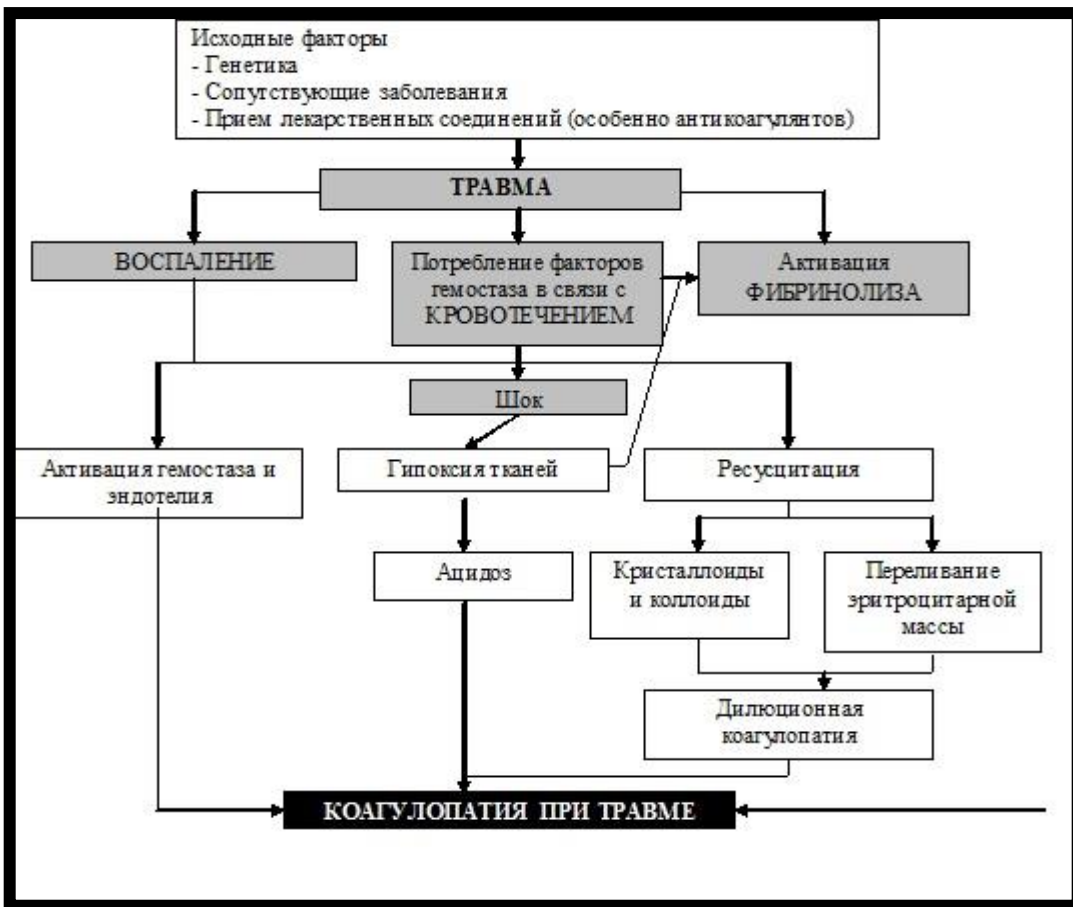 Исходные факторы
- Генетика
- Сопутствующие заболевания
- Прием лекарственных соединений (особенно антикоагулянтов)
ТРАВМА
ВОСПАЛЕНИЕ
Потребление факторов
гемостаза в связи с
КРОВОТЕЧЕНИЕМ
Активация
ФИБРИНОЛИЗА
Шок
Активация гемостаза и
эндотелия
Гипоксия тканей
Ресусцитация
Ацидоз
Кристаллоиды
и коллоиды
Переливание
эритроцитарной
массы
Дилюционная
коагулопатия
КОАГУЛОПАТИЯ ПРИ ТРАВМЕ